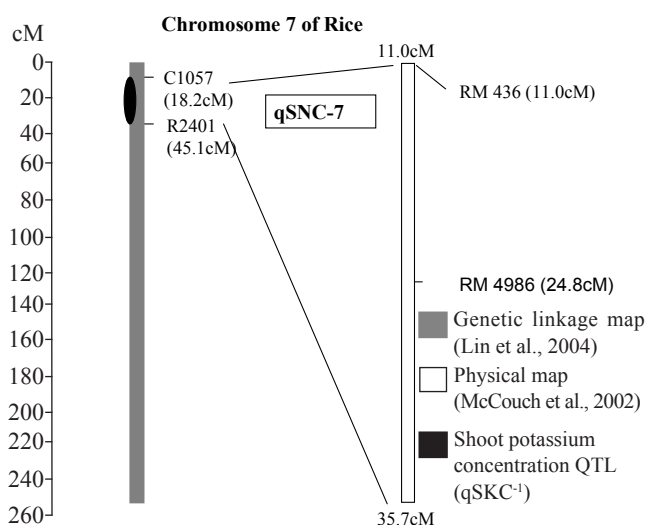 Chromosome 7 of Rice
cM
0
20
40
60
80
100
120
140
160
180
200
220
240
260
C1057
(18.2cM)
R2401
(45.1cM)
qSNC-7
11.0cM
RM 436 (11.0cM)
RM 4986 (24.8cM)
35.7cM
Genetic linkage map
(Lin et al., 2004)
Physical map
(McCouch et al., 2002)
Shoot potassium
concentration QTL
(qSKC⁻¹)